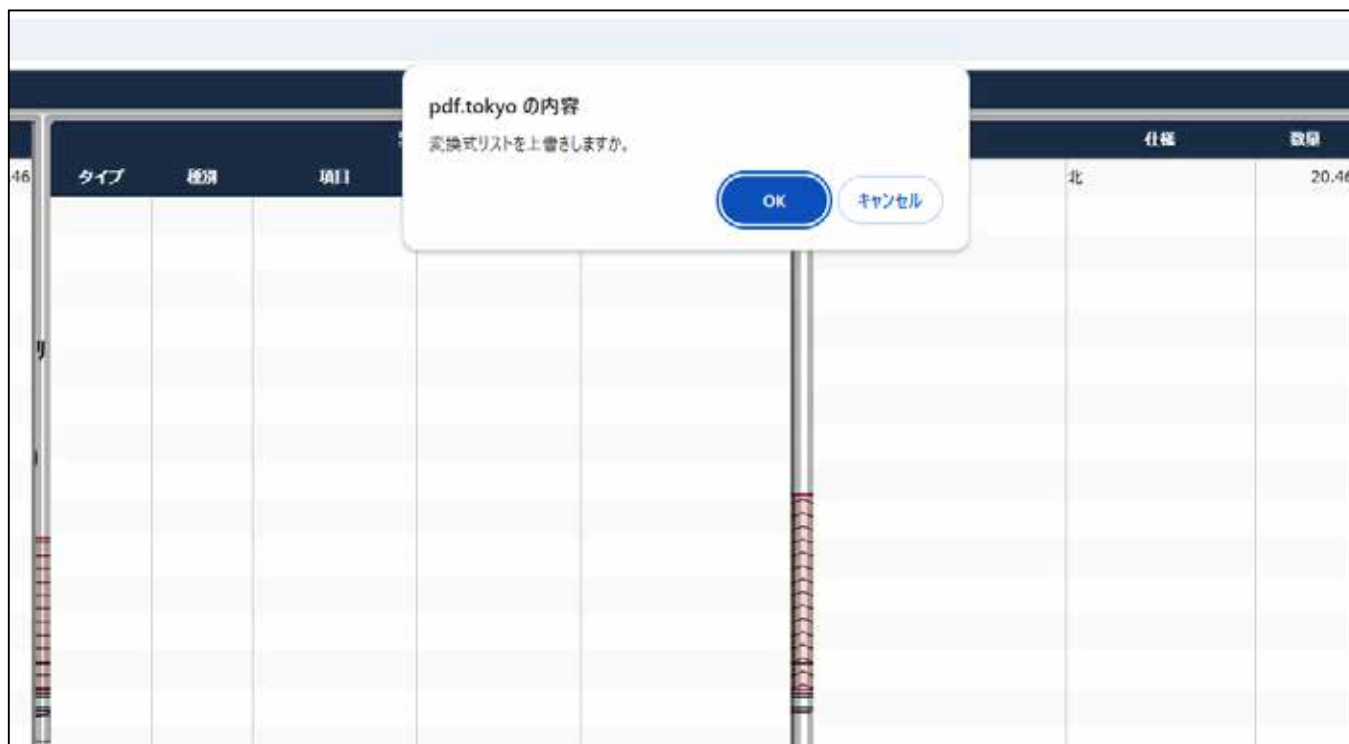 pdf.tokyo の内容
変換式リストを上書きしますか。
OK
キャンセル
仕様
数量
.46
タイプ
種別
項目
北
20.46
リ